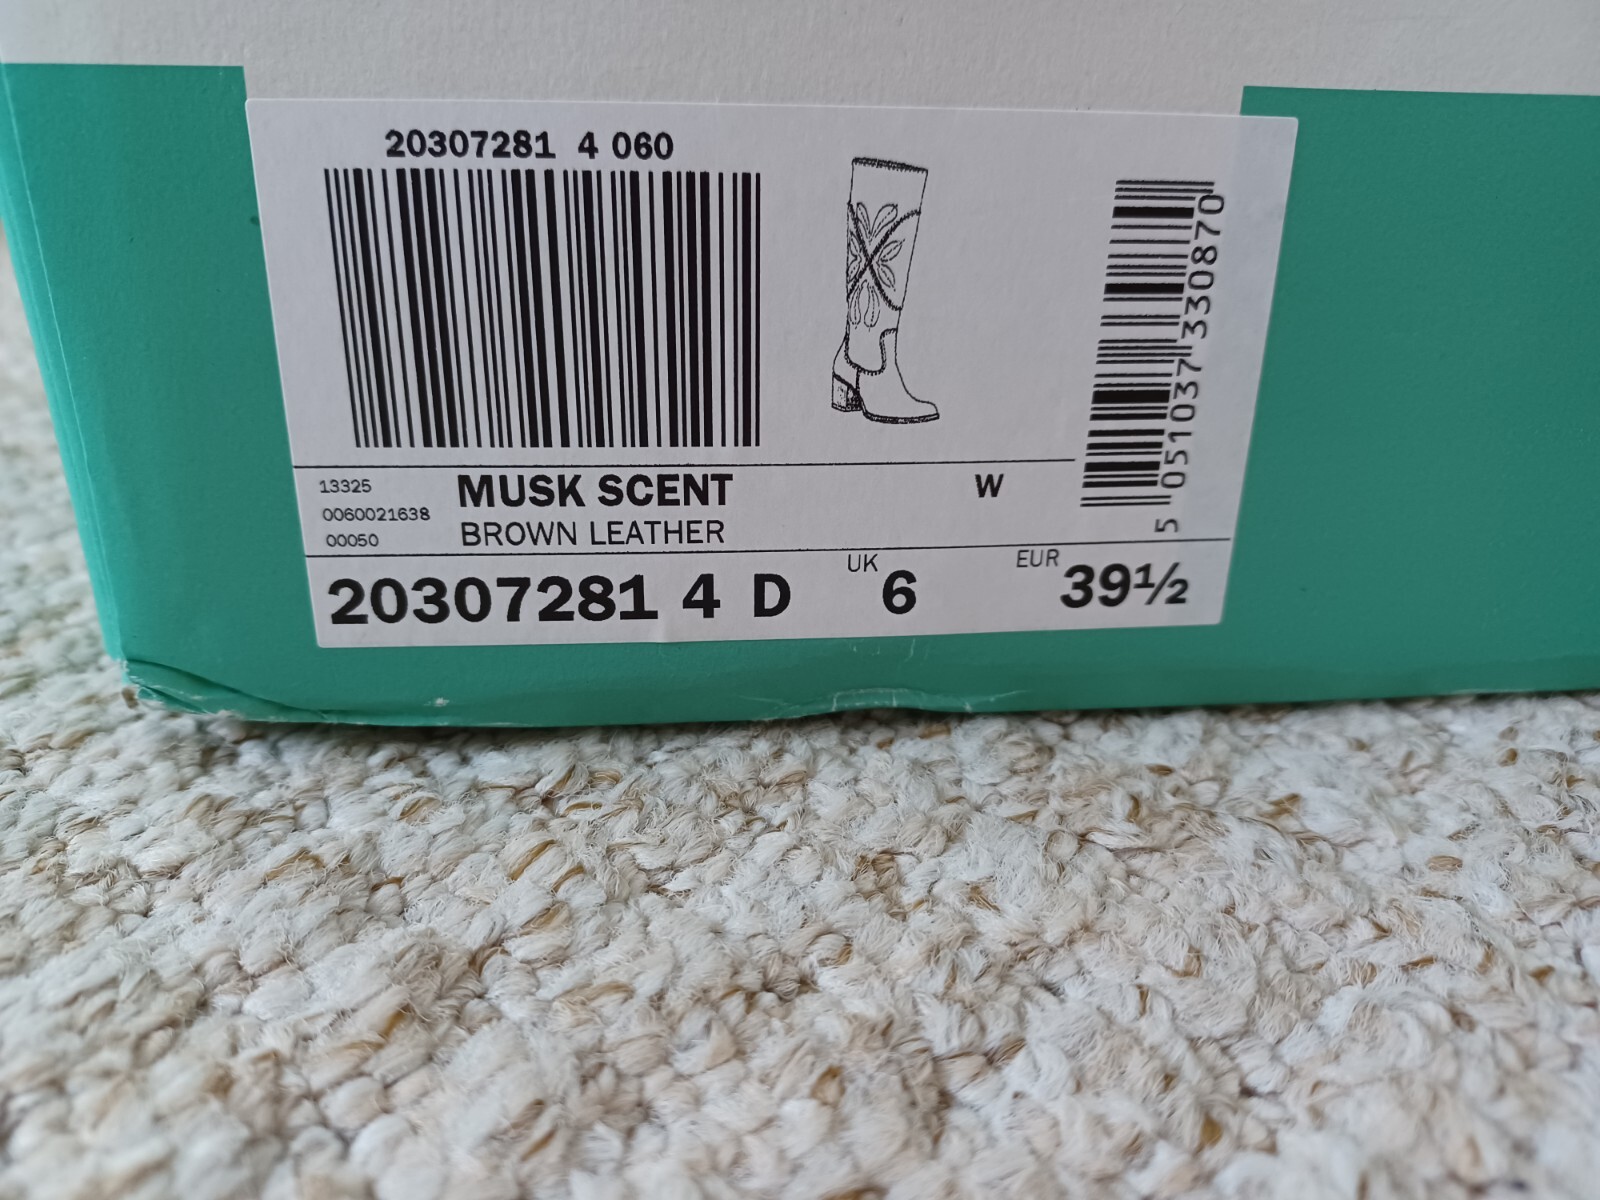 20307281 4 060
5 051037 330870
13325
0060021638
00050
MUSK SCENT
BROWN LEATHER
W
20307281 4 D
UK 6
EUR 39½